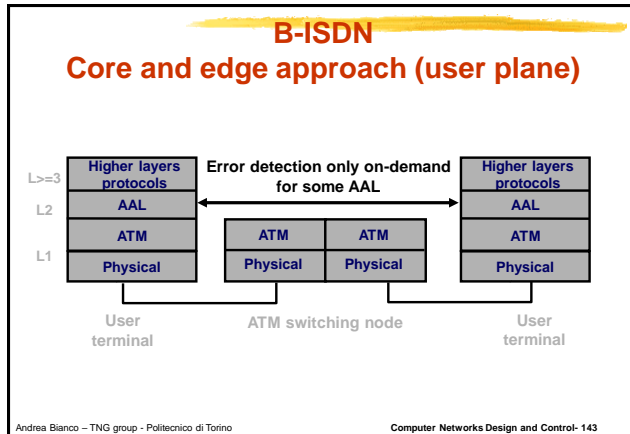 B-ISDN
Core and edge approach (user plane)
L>=3
L2
L1
Higher layers
protocols
AAL
ATM
Physical
Error detection only on-demand
for some AAL
ATM
ATM
Physical
Physical
Higher layers
protocols
AAL
ATM
Physical
User
terminal
ATM switching node
User
terminal
Andrea Bianco – TNG group - Politecnico di Torino
Computer Networks Design and Control- 143